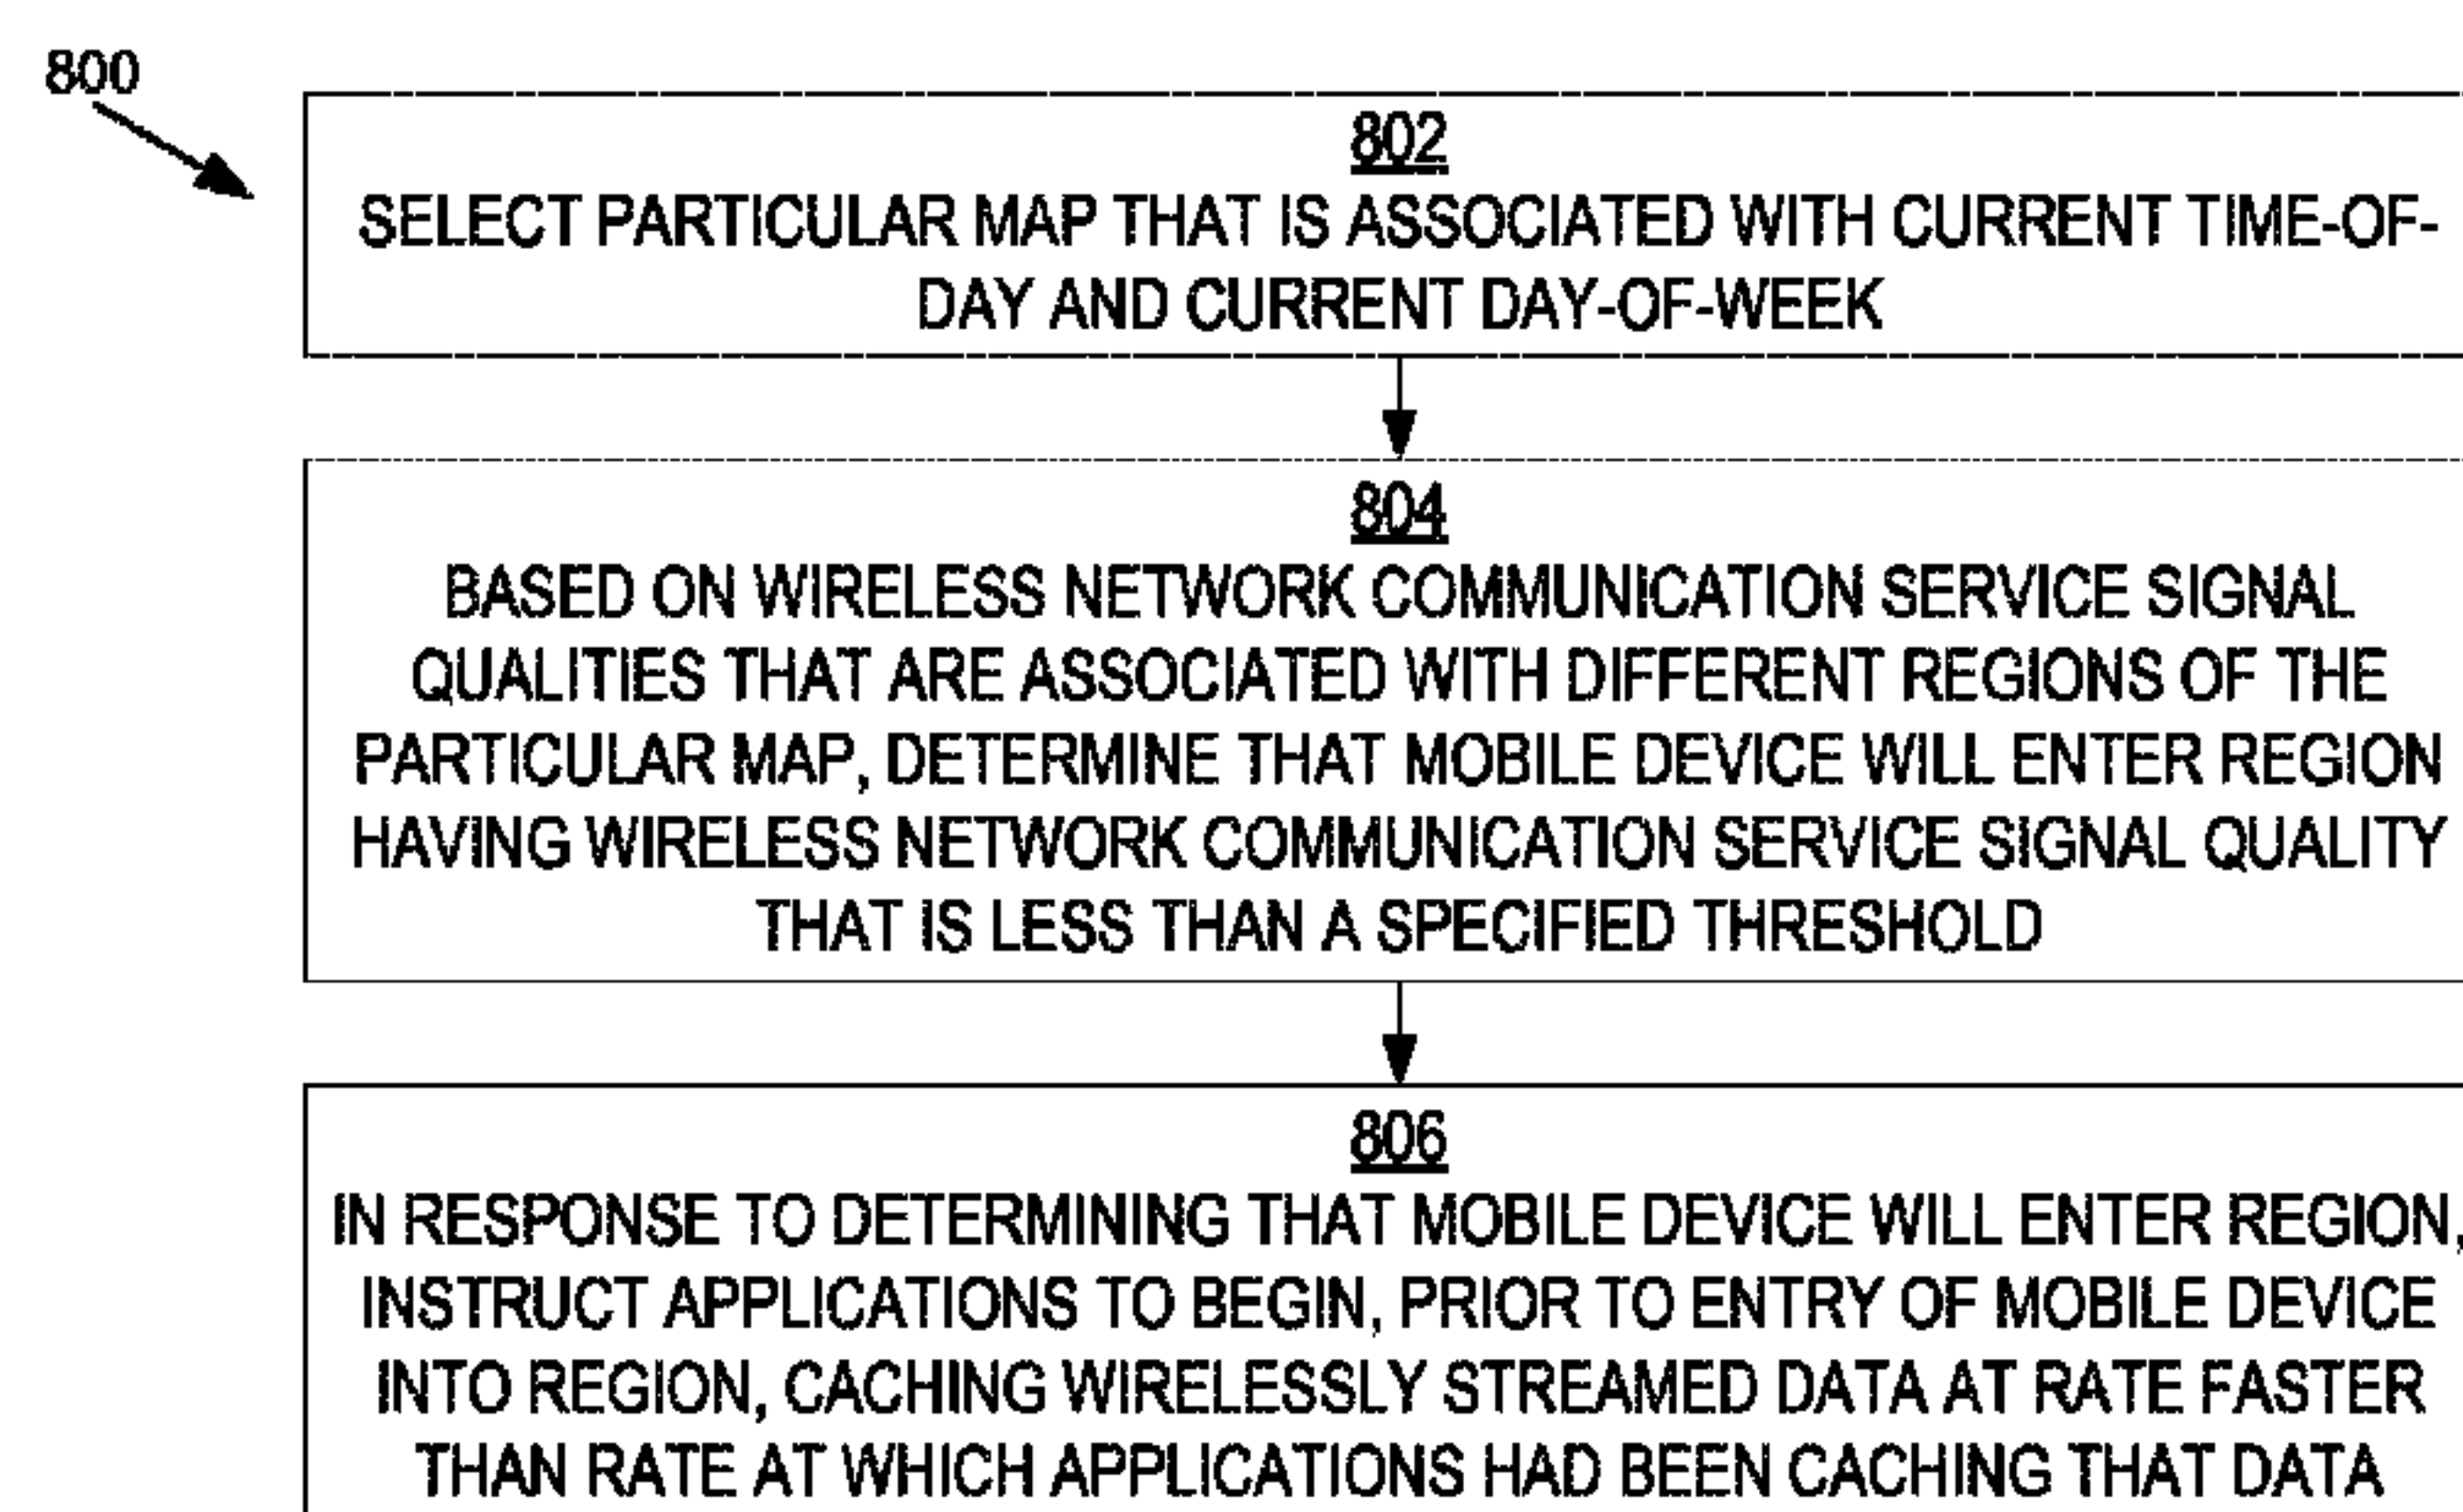 800
802
SELECT PARTICULAR MAP THAT IS ASSOCIATED WITH CURRENT TIME-OF-
DAY AND CURRENT DAY-OF-WEEK
804
BASED ON WIRELESS NETWORK COMMUNICATION SERVICE SIGNAL
QUALITIES THAT ARE ASSOCIATED WITH DIFFERENT REGIONS OF THE
PARTICULAR MAP, DETERMINE THAT MOBILE DEVICE WILL ENTER REGION
HAVING WIRELESS NETWORK COMMUNICATION SERVICE SIGNAL QUALITY
THAT IS LESS THAN A SPECIFIED THRESHOLD
806
IN RESPONSE TO DETERMINING THAT MOBILE DEVICE WILL ENTER REGION,
INSTRUCT APPLICATIONS TO BEGIN, PRIOR TO ENTRY OF MOBILE DEVICE
INTO REGION, CACHING WIRELESSLY STREAMED DATA AT RATE FASTER
THAN RATE AT WHICH APPLICATIONS HAD BEEN CACHING THAT DATA